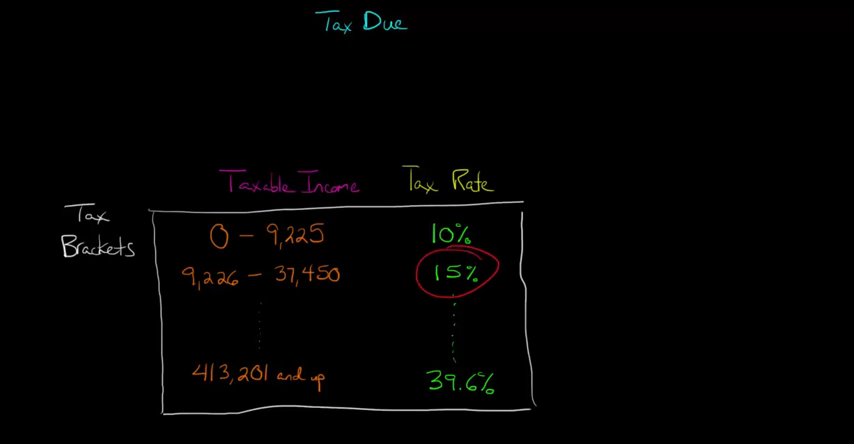 Tax Due
Taxable Income Tax Rate
Tax
Brackets
0 - 9,225 10%
9,226 - 37,450 15%
413,201 and up 39.6%